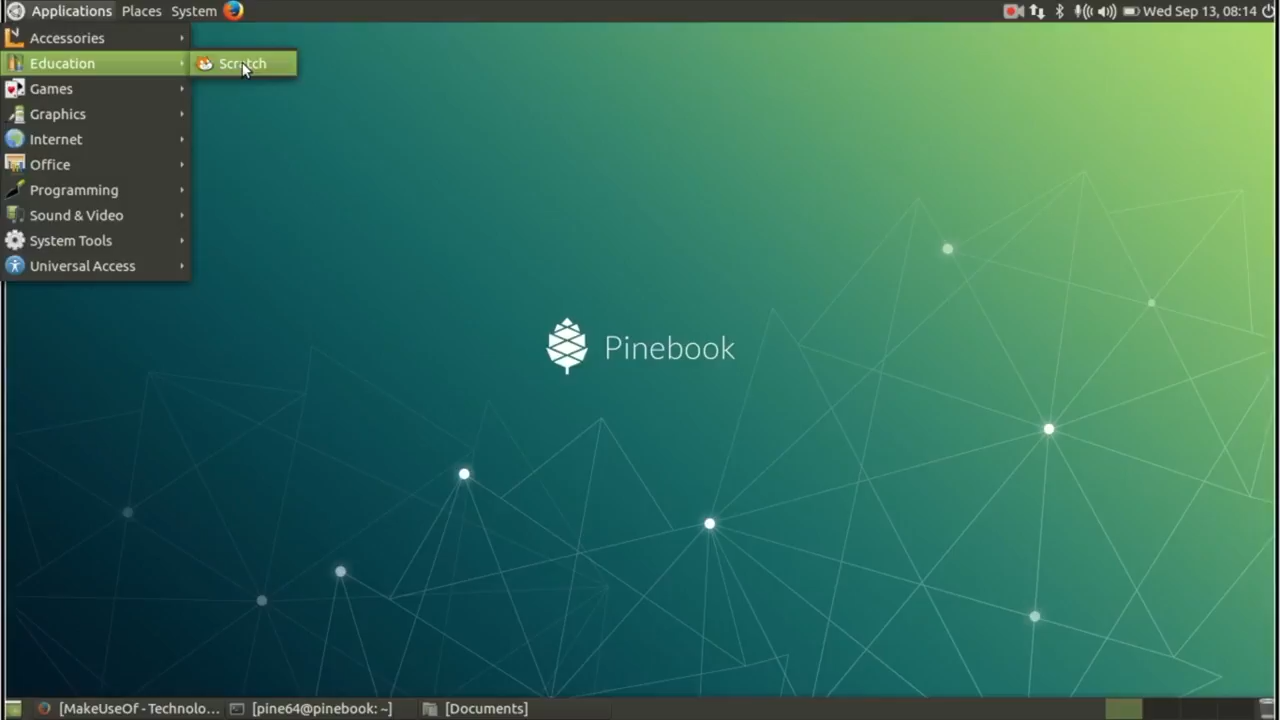 Applications Places System Wed Sep 13, 08:14
Accessories
Education Scratch
Games
Graphics
Internet
Office
Programming
Sound & Video
System Tools
Universal Access
Pinebook
[MakeUseOf - Technolo... [pine64@pinebook: ~] [Documents]